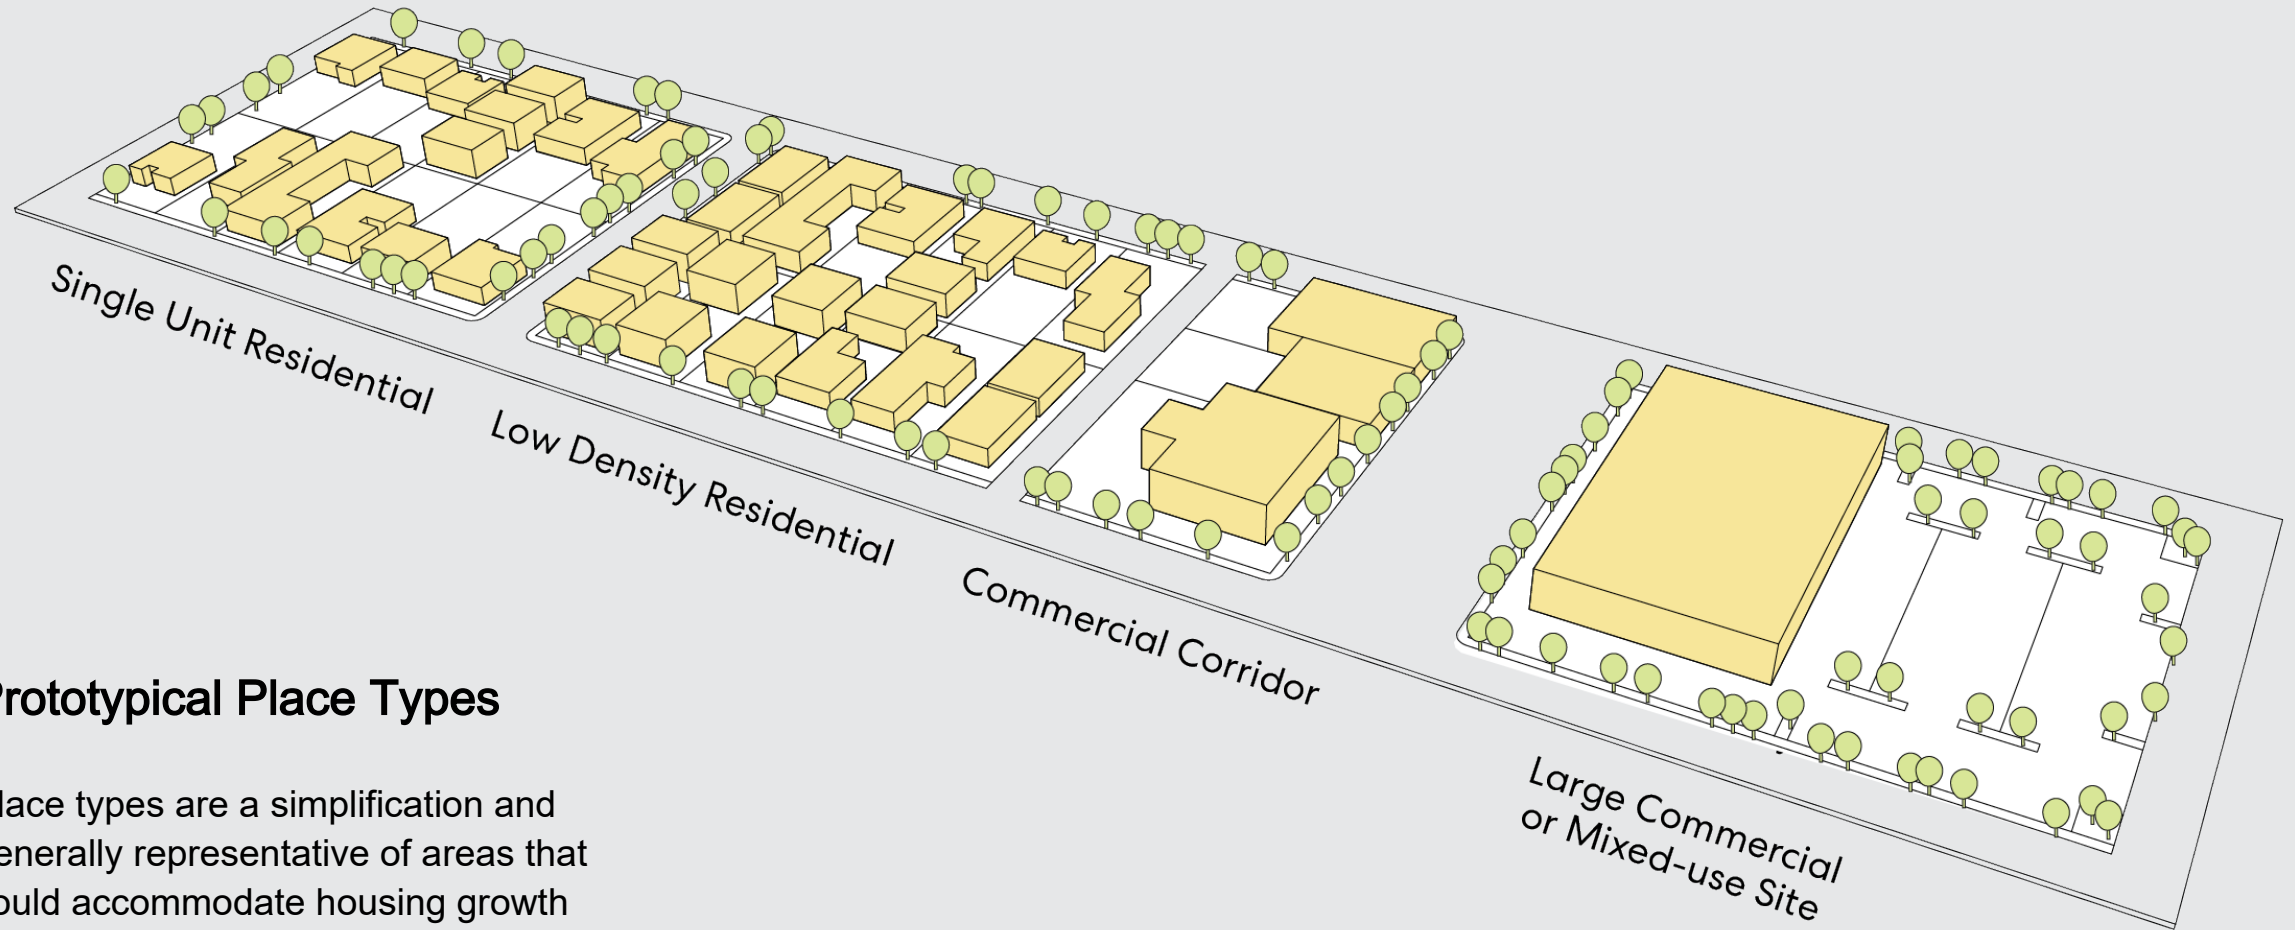 Single Unit Residential
Low Density Residential
Commercial Corridor
Large Commercial
or Mixed-use Site
rototypical Place Types
lace types are a simplification and
enerally representative of areas that
ould accommodate housing growth